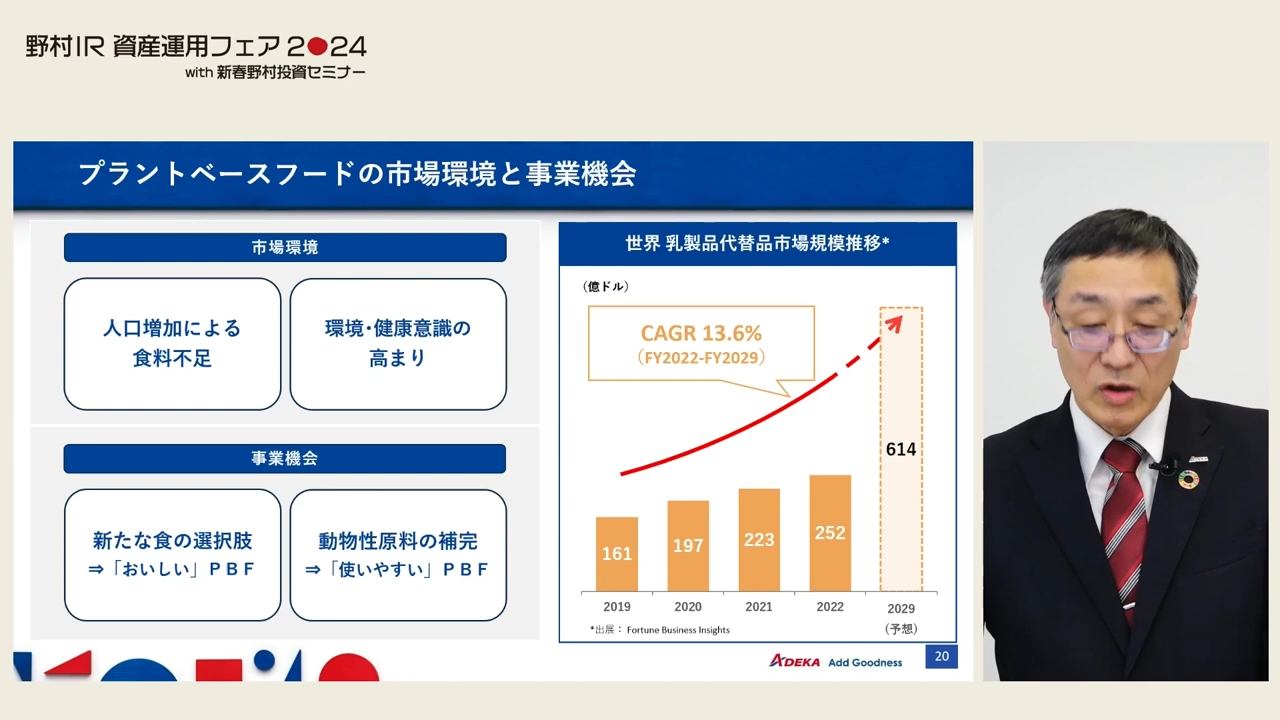 野村IR 資産運用フェア 2024
with 新春野村投資セミナー
プラントベースフードの市場環境と事業機会
市場環境
人口増加による
食料不足
環境・健康意識の
高まり
事業機会
新たな食の選択肢
⇒「おいしい」ＰＢＦ
動物性原料の補完
⇒「使いやすい」ＰＢＦ
世界 乳製品代替品市場規模推移*
（億ドル）
CAGR 13.6%
（FY2022-FY2029）
161
197
223
252
614
2019
2020
2021
2022
2029
（予想）
*出展： Fortune Business Insights
ADEKA Add Goodness
20